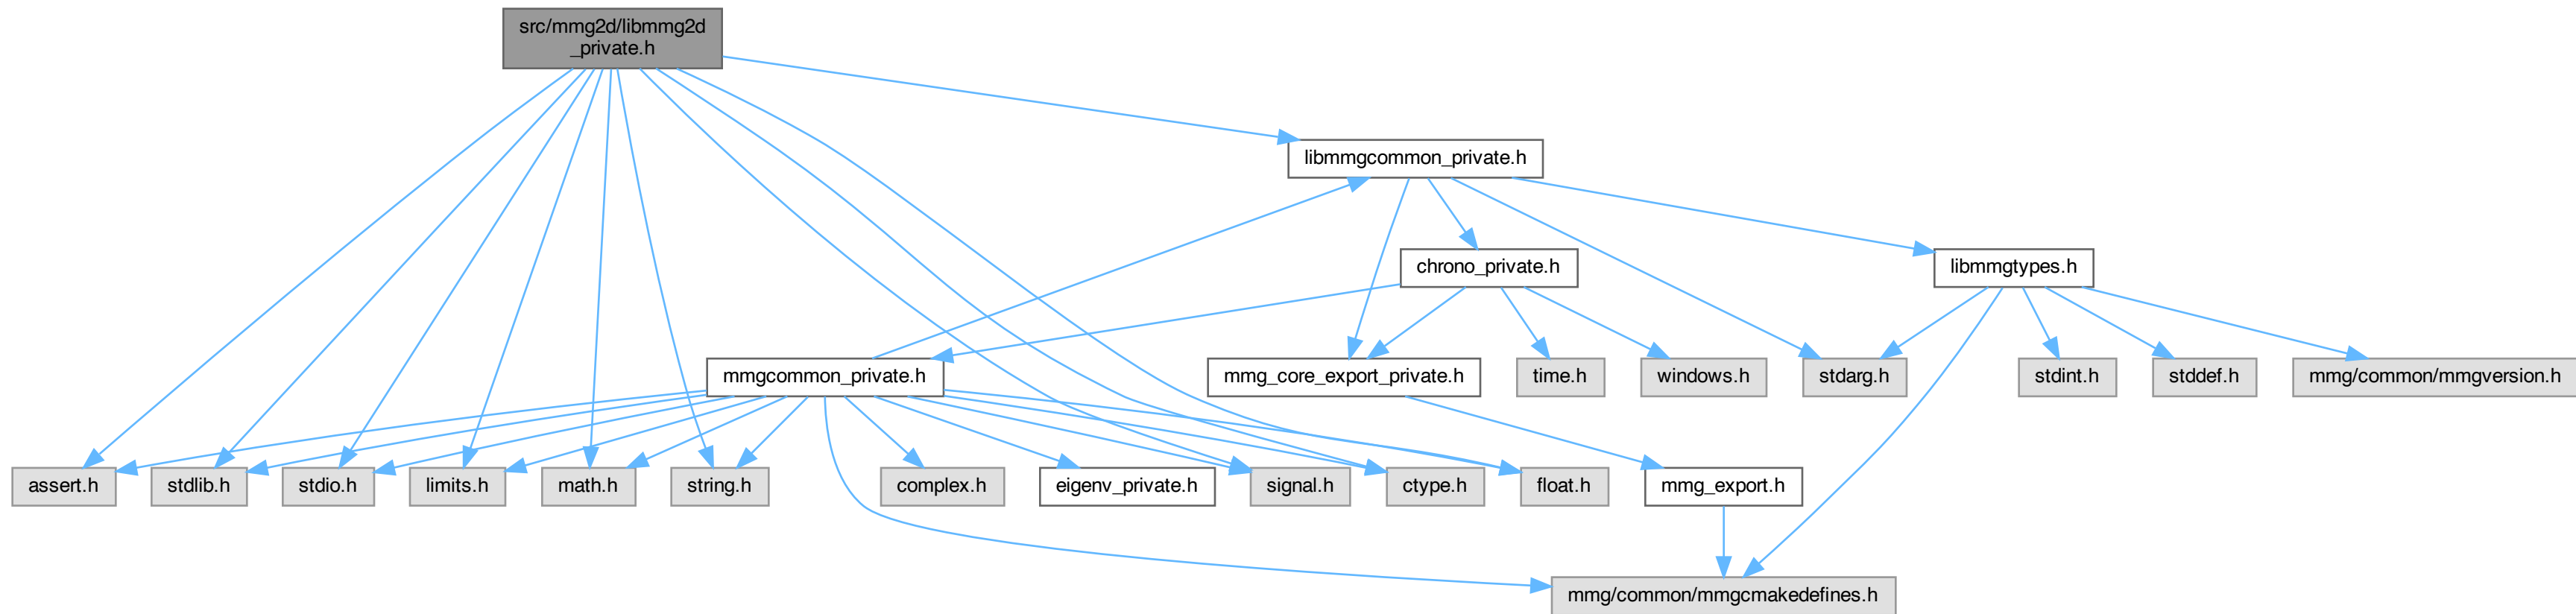 src/mmg2d/libmmg2d
_private.h
libmmgcommon_private.h
chrono_private.h
libmmgtypes.h
mmgcommon_private.h
mmg_core_export_private.h
time.h
windows.h
stdarg.h
stdint.h
stddef.h
mmg/common/mmgversion.h
assert.h
stdlib.h
stdio.h
limits.h
math.h
string.h
complex.h
eigenv_private.h
signal.h
ctype.h
float.h
mmg_export.h
mmg/common/mmgcmakedefines.h